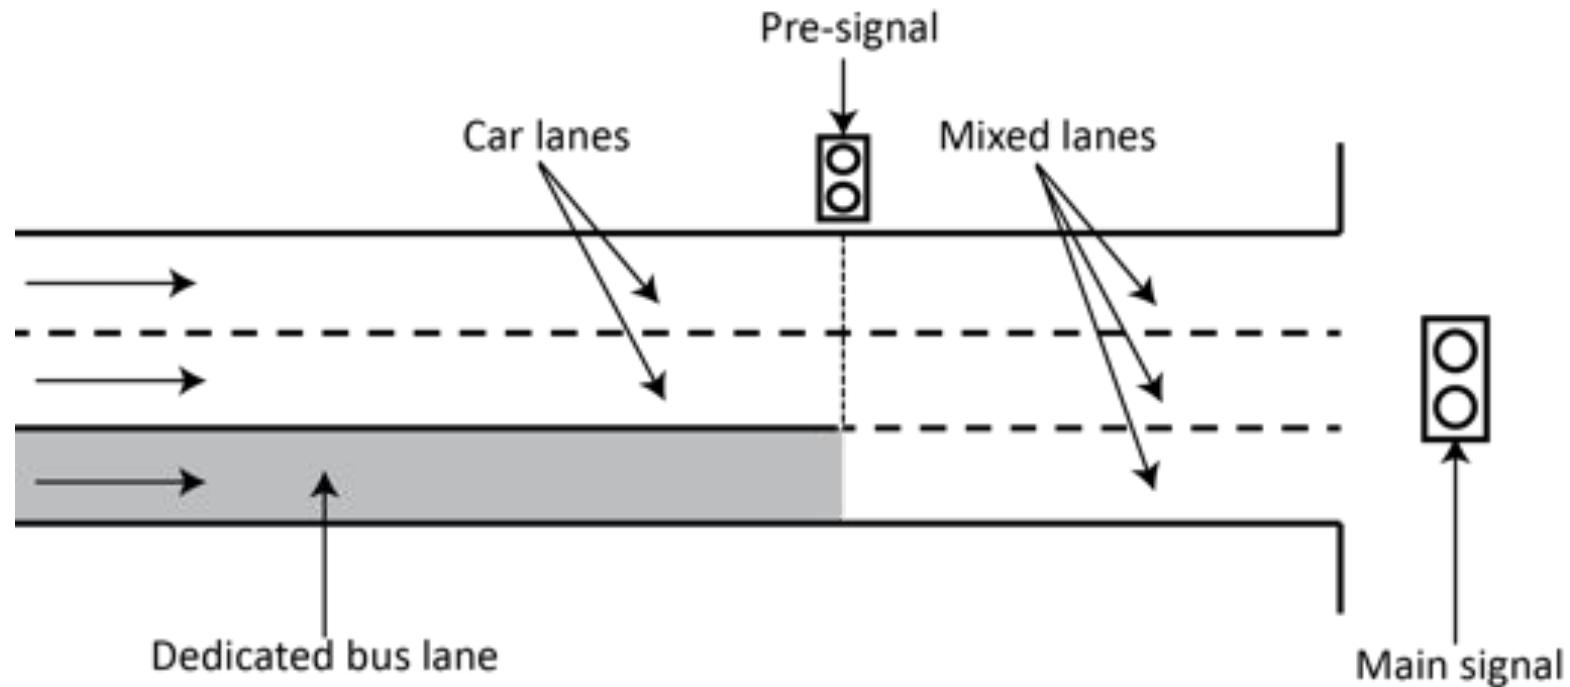 Pre-signal
Car lanes
Mixed lanes
Dedicated bus lane
Main signal